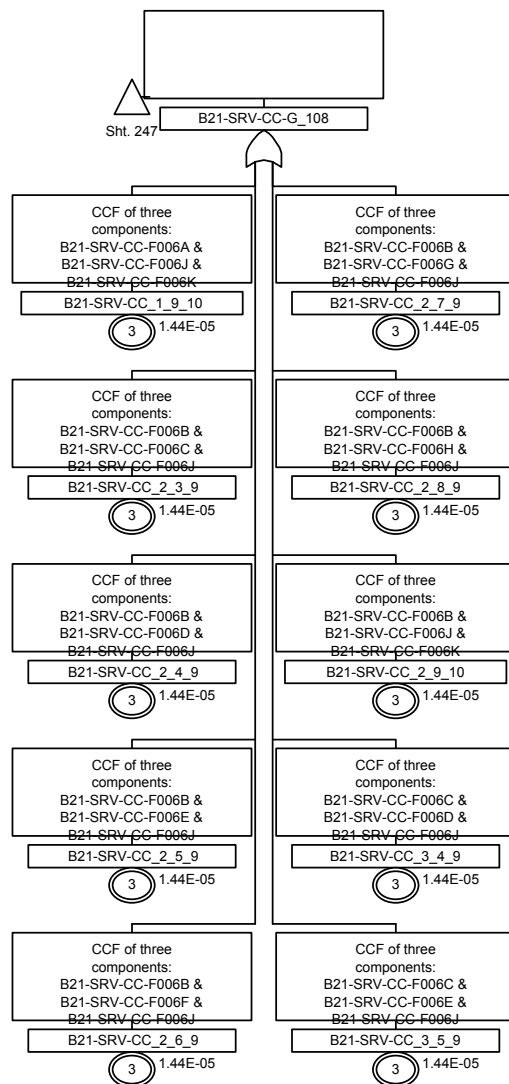 Sht. 247
B21-SRV-CC-G_108
CCF of three
components:
B21-SRV-CC-F006A &
B21-SRV-CC-F006J &
B21-SRV-CC-F006K
B21-SRV-CC_1_9_10
3
1.44E-05
CCF of three
components:
B21-SRV-CC-F006B &
B21-SRV-CC-F006G &
B21-SRV-CC-F006J
B21-SRV-CC_2_7_9
3
1.44E-05
CCF of three
components:
B21-SRV-CC-F006B &
B21-SRV-CC-F006C &
B21-SRV-CC-F006J
B21-SRV-CC_2_3_9
3
1.44E-05
CCF of three
components:
B21-SRV-CC-F006B &
B21-SRV-CC-F006H &
B21-SRV-CC-F006J
B21-SRV-CC_2_8_9
3
1.44E-05
CCF of three
components:
B21-SRV-CC-F006B &
B21-SRV-CC-F006D &
B21-SRV-CC-F006J
B21-SRV-CC_2_4_9
3
1.44E-05
CCF of three
components:
B21-SRV-CC-F006B &
B21-SRV-CC-F006J &
B21-SRV-CC-F006K
B21-SRV-CC_2_9_10
3
1.44E-05
CCF of three
components:
B21-SRV-CC-F006B &
B21-SRV-CC-F006E &
B21-SRV-CC-F006J
B21-SRV-CC_2_5_9
3
1.44E-05
CCF of three
components:
B21-SRV-CC-F006C &
B21-SRV-CC-F006D &
B21-SRV-CC-F006J
B21-SRV-CC_3_4_9
3
1.44E-05
CCF of three
components:
B21-SRV-CC-F006B &
B21-SRV-CC-F006F &
B21-SRV-CC-F006J
B21-SRV-CC_2_6_9
3
1.44E-05
CCF of three
components:
B21-SRV-CC-F006C &
B21-SRV-CC-F006E &
B21-SRV-CC-F006J
B21-SRV-CC_3_5_9
3
1.44E-05